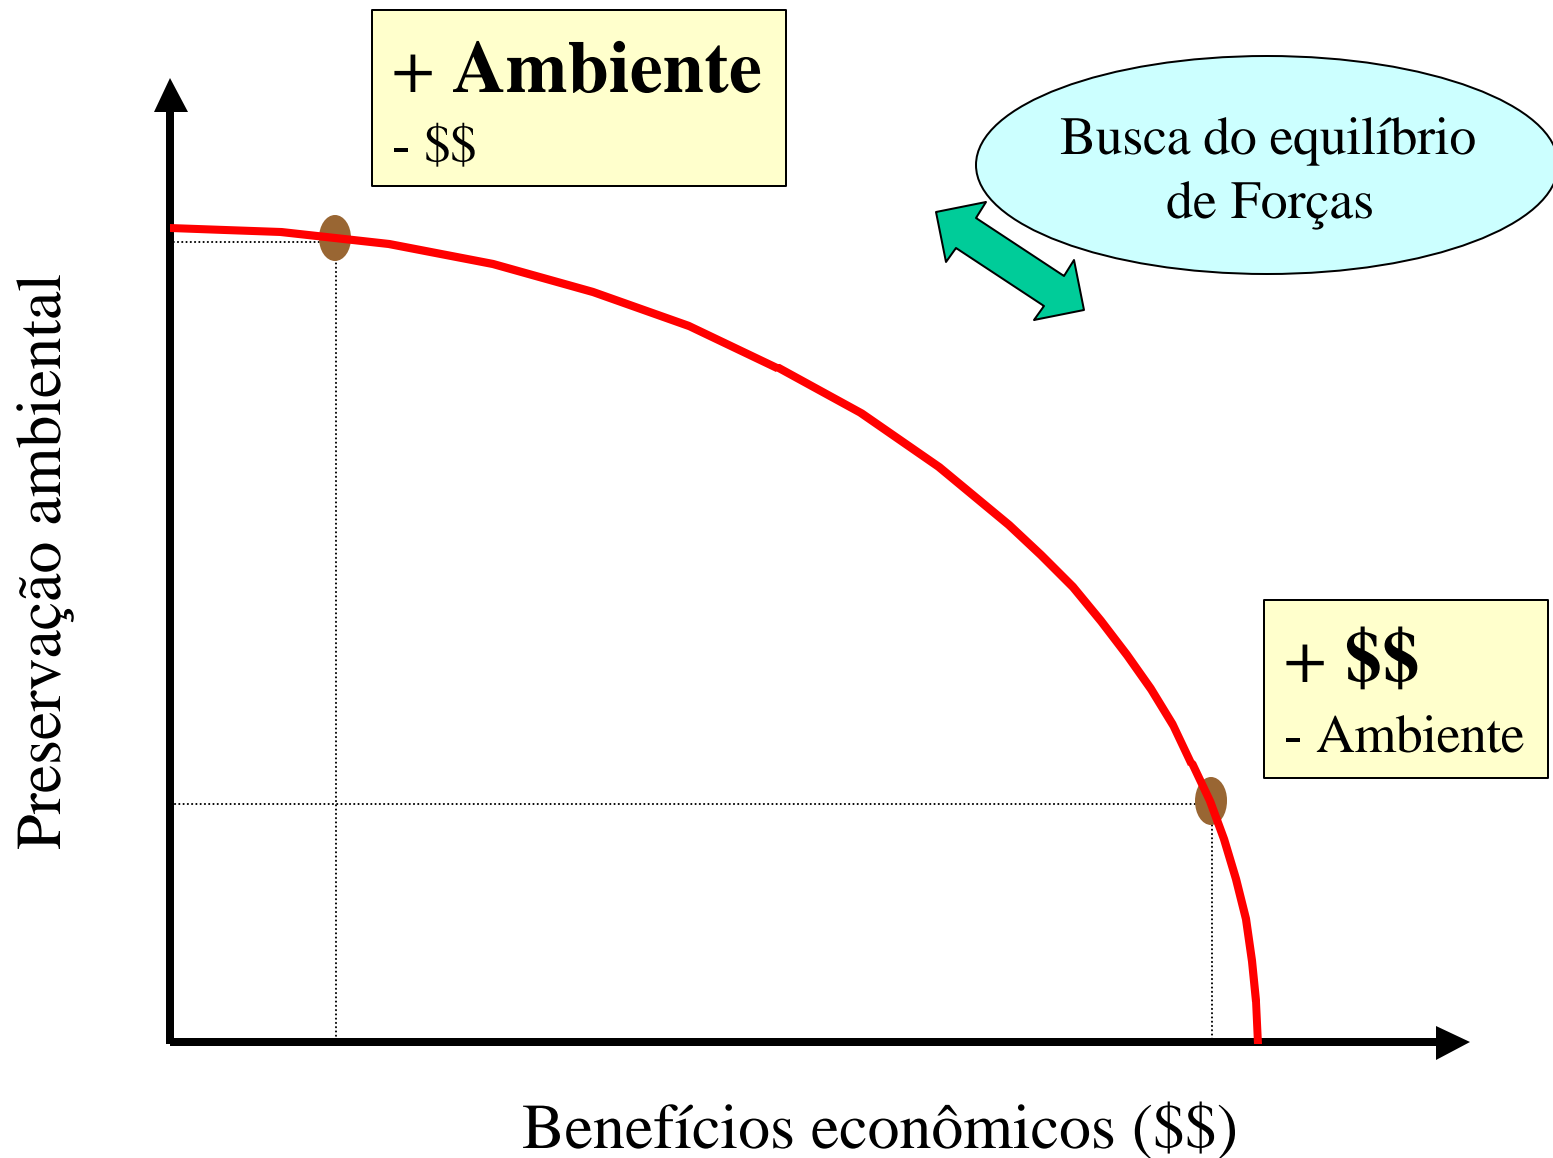 + Ambiente
- $$
Busca do equilíbrio
de Forças
Preservação ambiental
+ $$
- Ambiente
Benefícios econômicos ($$)